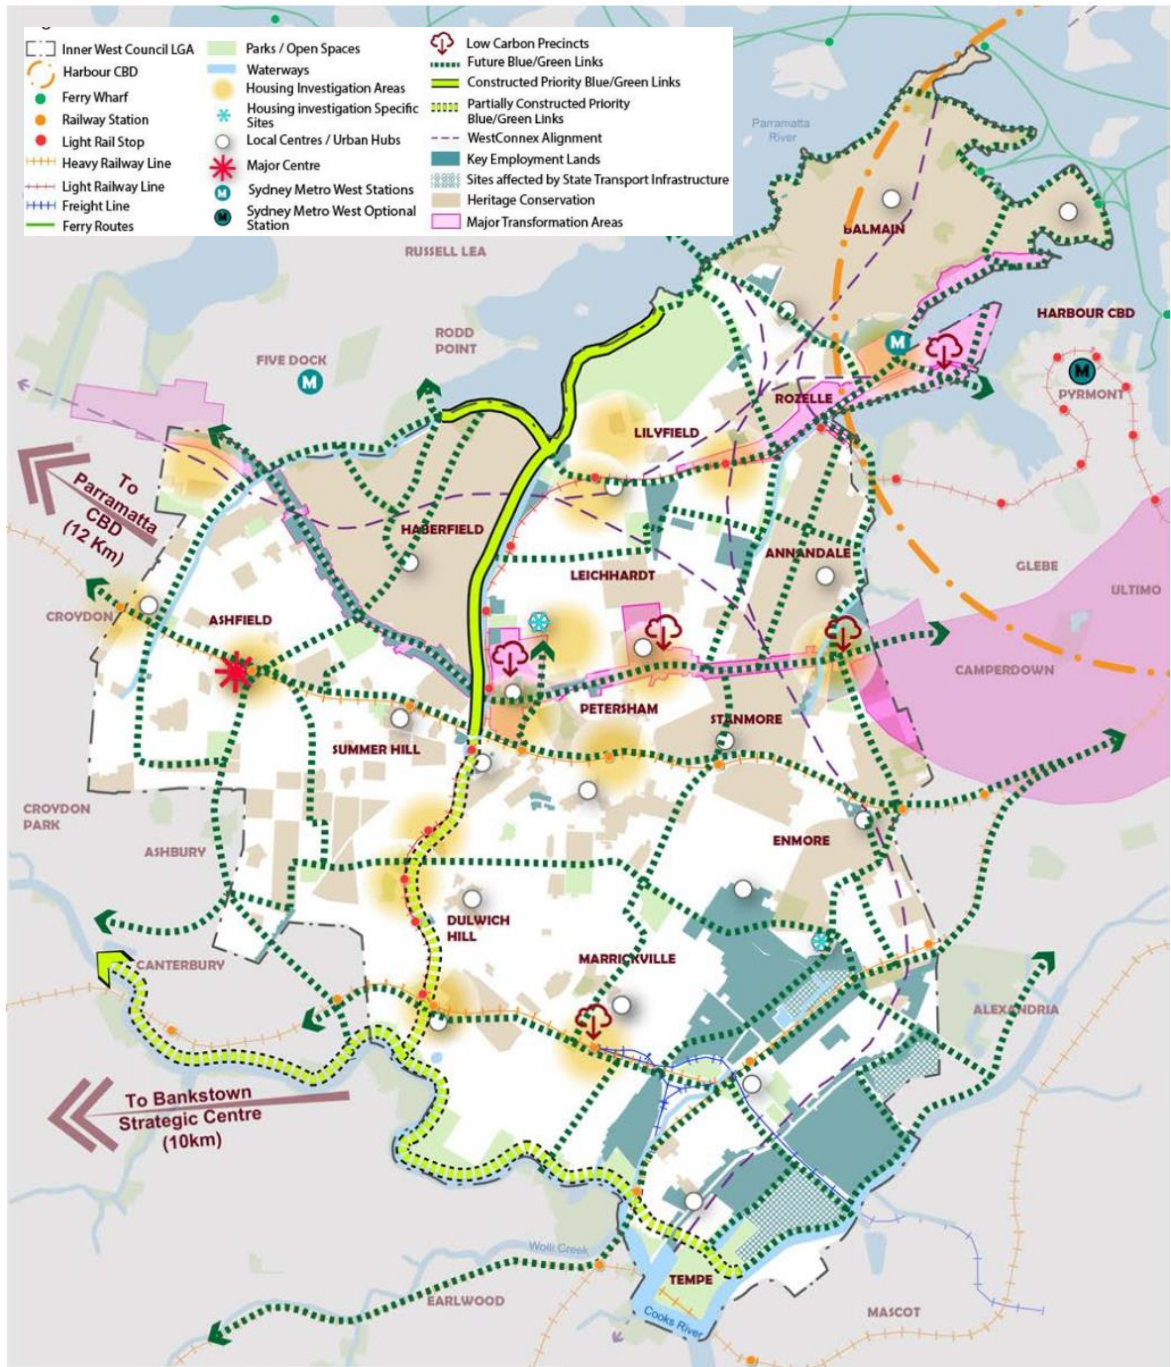 Inner West Council LGA
Harbour CBD
Ferry Wharf
Railway Station
Light Rail Stop
Heavy Railway Line
Light Railway Line
Freight Line
Ferry Routes
Parks / Open Spaces
Waterways
Housing Investigation Areas
Housing investigation Specific
Sites
Local Centres / Urban Hubs
Major Centre
M
Sydney Metro West Stations
M
Sydney Metro West Optional
Station
Low Carbon Precincts
Future Blue/Green Links
Constructed Priority Blue/Green Links
Partially Constructed Priority
Blue/Green Links
WestConnex Alignment
Key Employment Lands
Sites affected by State Transport Infrastructure
Heritage Conservation
Major Transformation Areas
Parramatta
River
BALMAIN
RUSSELL LEA
HARBOUR CBD
RODD
POINT
FIVE DOCK
M
M
M
PYRMONT
ROZELLE
LILYFIELD
To
Parramatta
CBD
(12 Km)
HABERFIELD
ANNANDALE
GLEBE
LEICHHARDT
ULTIMO
CROYDON
ASHFIELD
CAMPERDOWN
PETERSHAM
STANMORE
SUMMER HILL
CROYDON
PARK
ASHBURY
ENMORE
DULWICH
HILL
MARRICKVILLE
CANTERBURY
ALEXANDRIA
To Bankstown
Strategic Centre
(10km)
Wolli Creek
TEMPE
EARLWOOD
Cooks River
MASCOT